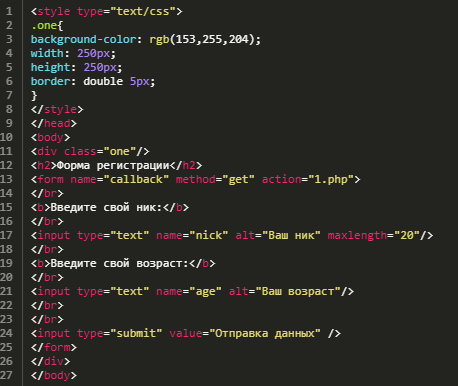 1 <style type="text/css">
2 .one{
3 background-color: rgb(153,255,204);
4 width: 250px;
5 height: 250px;
6 border: double 5px;
7 }
8 </style>
9 </head>
10 <body>
11 <div class="one"/>
12 <h2>Форма регистрации</h2>
13 <form name="callback" method="get" action="1.php">
14 </br>
15 <b>Введите свой ник:</b>
16 </br>
17 <input type="text" name="nick" alt="Ваш ник" maxlength="20"/>
18 </br>
19 <b>Введите свой возраст:</b>
20 </br>
21 <input type="text" name="age" alt="Ваш возраст"/>
22 </br>
23 </br>
24 <input type="submit" value="Отправка данных" />
25 </form>
26 </div>
27 </body>